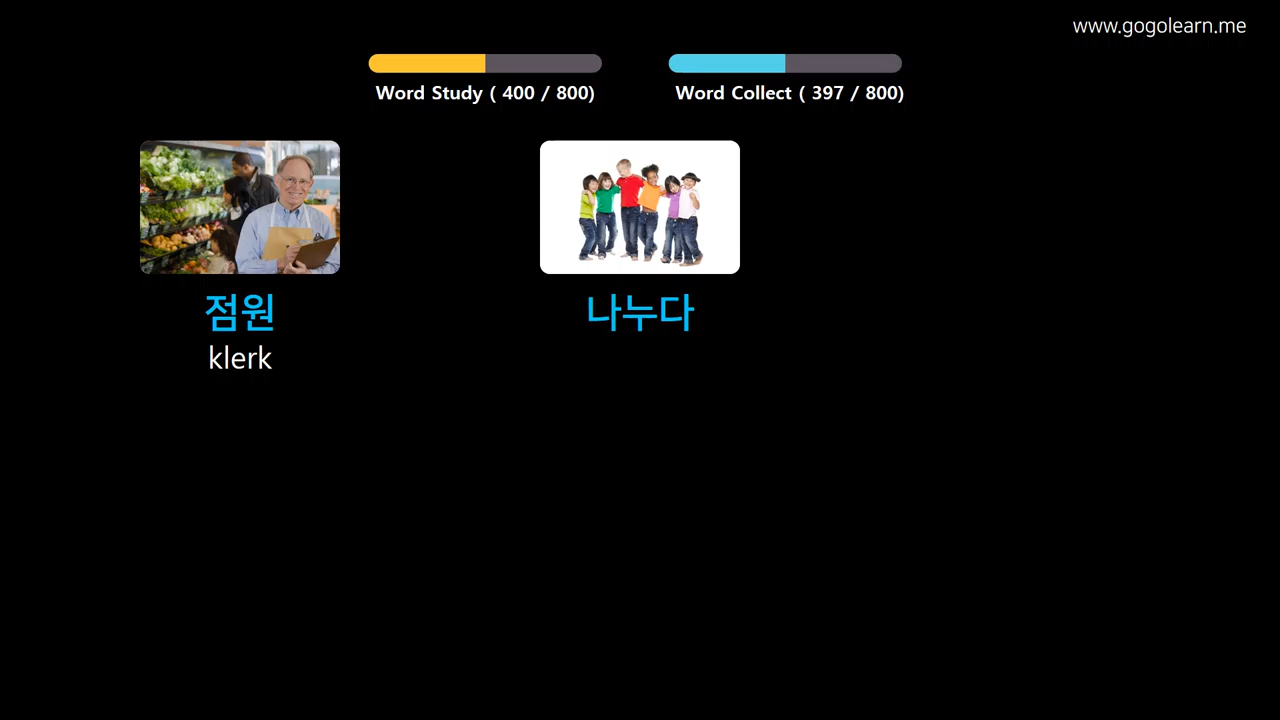 www.gogolearn.me
Word Study ( 400 / 800)
Word Collect ( 397 / 800)
점원
klerk
나누다